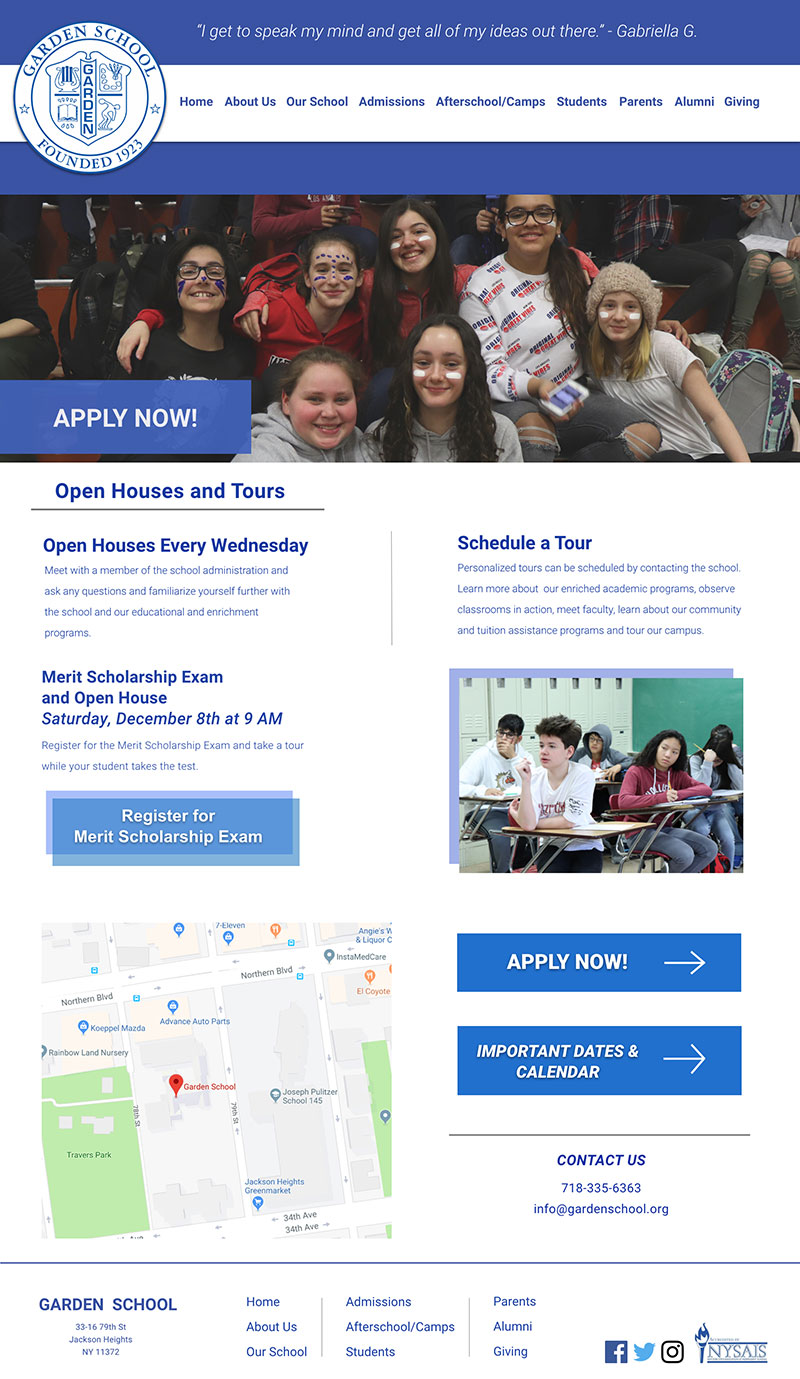 "I get to speak my mind and get all of my ideas out there." - Gabriella G.
GARDEN SCHOOL
GARDEN
FOUNDED 1923
Home About Us Our School Admissions Afterschool/Camps Students Parents Alumni Giving
LOS ANGELES
ORIGINAL
GREAT VIBES
APPLY NOW!
Open Houses and Tours
Open Houses Every Wednesday
Meet with a member of the school administration and
ask any questions and familiarize yourself further with
the school and our educational and enrichment
programs.
Schedule a Tour
Personalized tours can be scheduled by contacting the school.
Learn more about our enriched academic programs, observe
classrooms in action, meet faculty, learn about our community
and tuition assistance programs and tour our campus.
Merit Scholarship Exam
and Open House
Saturday, December 8th at 9 AM
Register for the Merit Scholarship Exam and take a tour
while your student takes the test.
Register for
Merit Scholarship Exam
7-Eleven
Angie's W
& Liquor C
InstaMedCare
Northern Blvd
El Coyote
Northern Blvd
Koeppel Mazda
Advance Auto Parts
Rainbow Land Nursery
Garden School
Joseph Pulitzer
School 145
78th St
79th St
Travers Park
Jackson Heights
Greenmarket
34th Ave
34th Ave
APPLY NOW!
IMPORTANT DATES &
CALENDAR
CONTACT US
718-335-6363
info@gardenschool.org
GARDEN SCHOOL
33-16 79th St
Jackson Heights
NY 11372
Home
About Us
Our School
Admissions
Afterschool/Camps
Students
Parents
Alumni
Giving
ACCREDITED BY
NYSAIS